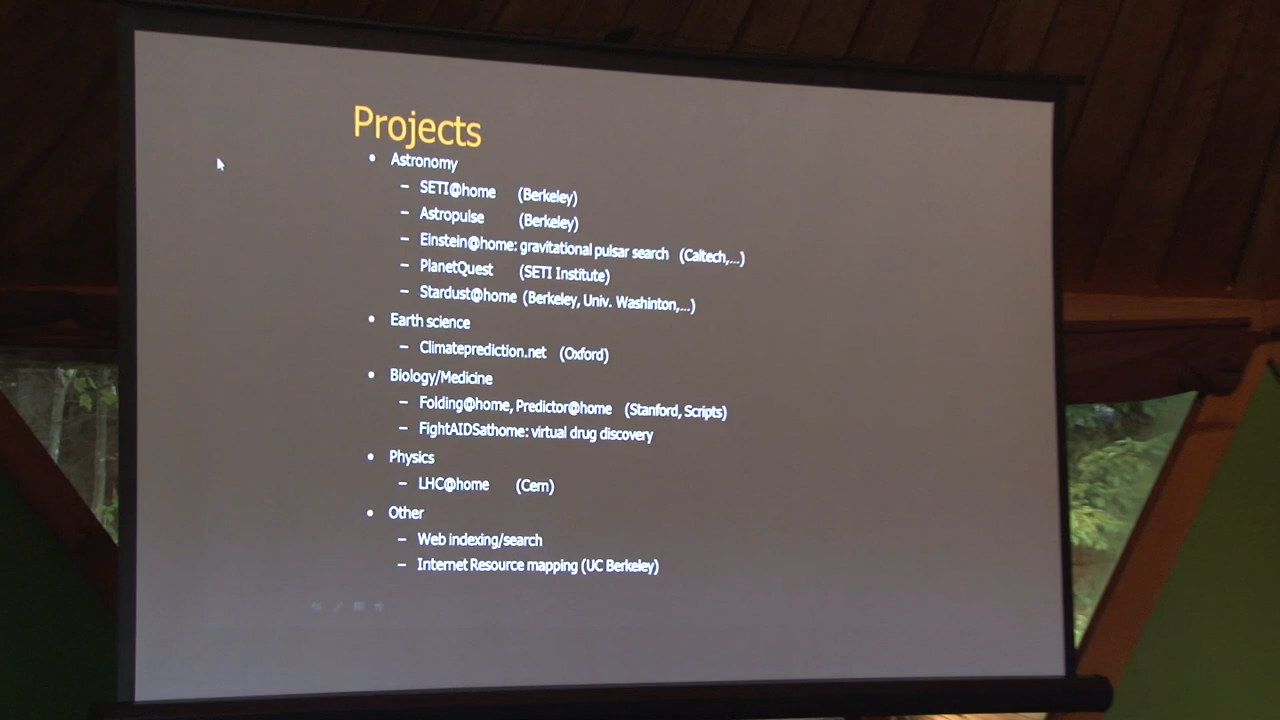 Projects
• Astronomy
– SETI@home (Berkeley)
– Astropulse (Berkeley)
– Einstein@home: gravitational pulsar search (Caltech,...)
– PlanetQuest (SETI Institute)
– Stardust@home (Berkeley, Univ. Washinton,...)
• Earth science
– Climateprediction.net (Oxford)
• Biology/Medicine
– Folding@home, Predictor@home (Stanford, Scripts)
– FightAIDSathome: virtual drug discovery
• Physics
– LHC@home (Cern)
• Other
– Web indexing/search
– Internet Resource mapping (UC Berkeley)